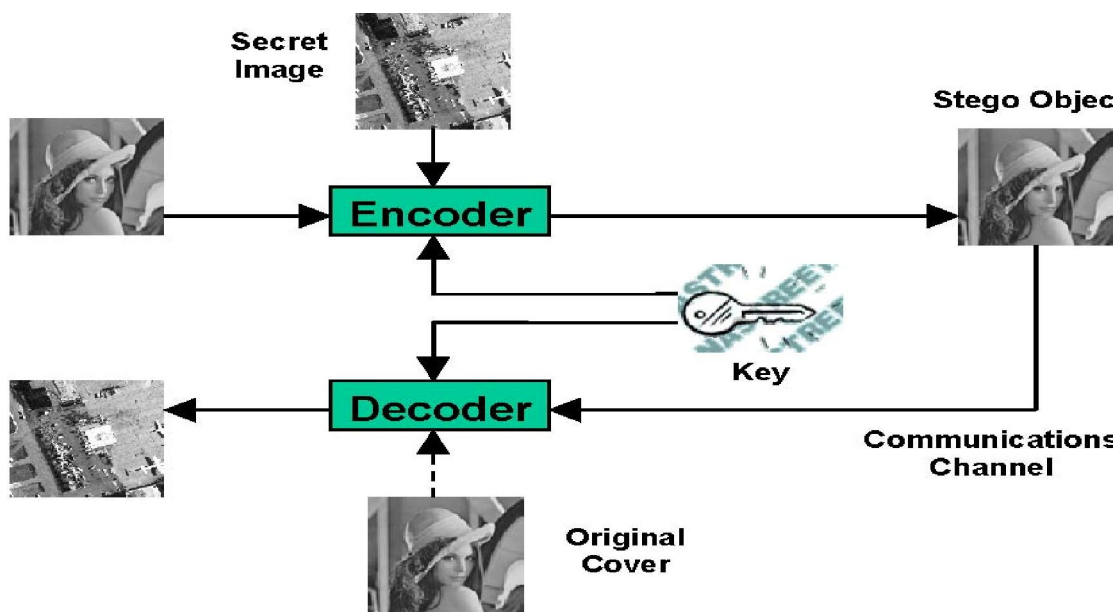 Secret
Image
Stego Objec
Encoder
Key
Decoder
Communications
Channel
Original
Cover